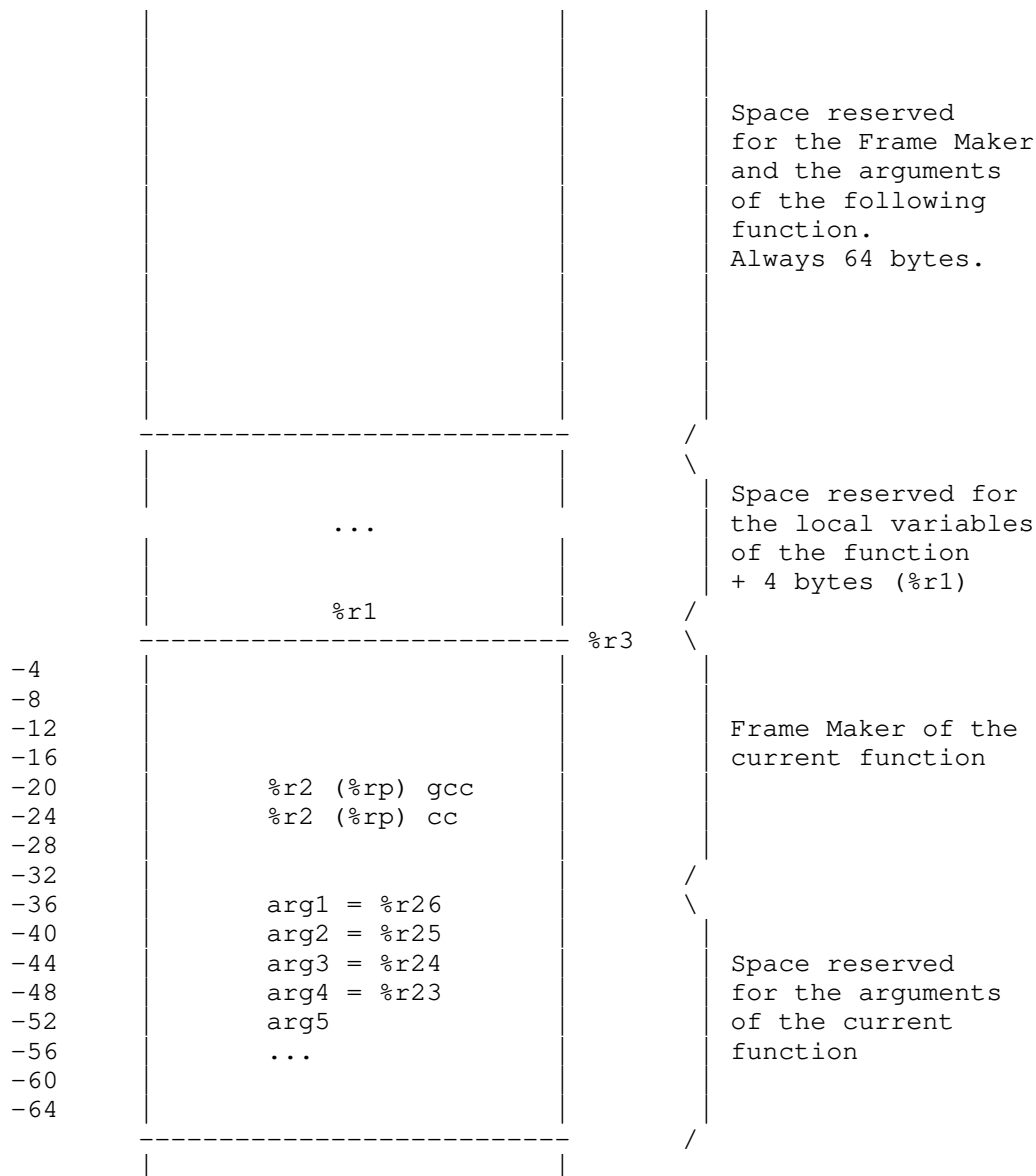 Space reserved
for the Frame Maker
and the arguments
of the following
function.
Always 64 bytes.
Space reserved for
... the local variables
of the function
+ 4 bytes (%r1)
%r1
%r3
-4
-8
-12 Frame Maker of the
-16 current function
-20 %r2 (%rp) gcc
-24 %r2 (%rp) cc
-28
-32
-36 arg1 = %r26
-40 arg2 = %r25
-44 arg3 = %r24 Space reserved
-48 arg4 = %r23 for the arguments
-52 arg5 of the current
-56 ... function
-60
-64